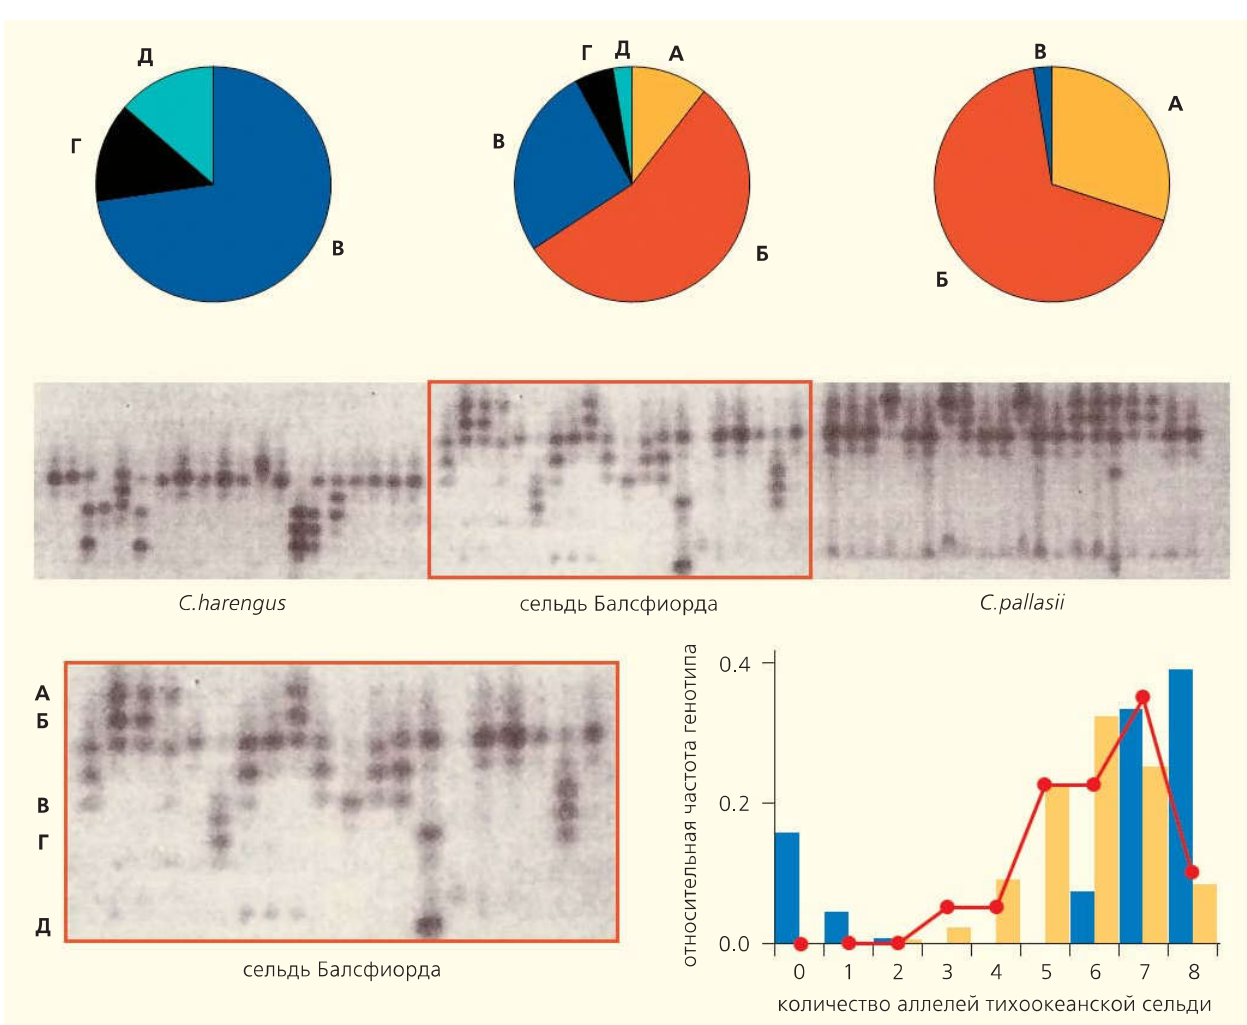 Д
Г
В
Г Д А
В
Б
В
А
Б
C.harengus
сельдь Балсфиорда
C.pallasii
А
Б
В
Г
Д
сельдь Балсфиорда
относительная частота генотипа
0.4
0.2
0.0
0 1 2 3 4 5 6 7 8
количество аллелей тихоокеанской сельди